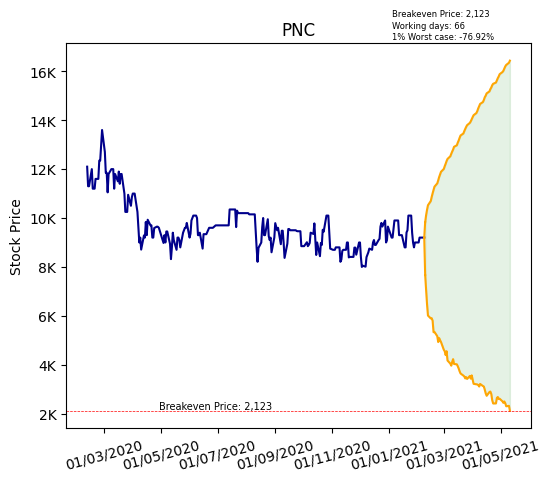 Breakeven Price: 2,123
Working days: 66
1% Worst case: -76.92%
PNC
Stock Price
16K
14K
12K
10K
8K
6K
4K
2K
Breakeven Price: 2,123
01/03/2020
01/05/2020
01/07/2020
01/09/2020
01/11/2020
01/01/2021
01/03/2021
01/05/2021